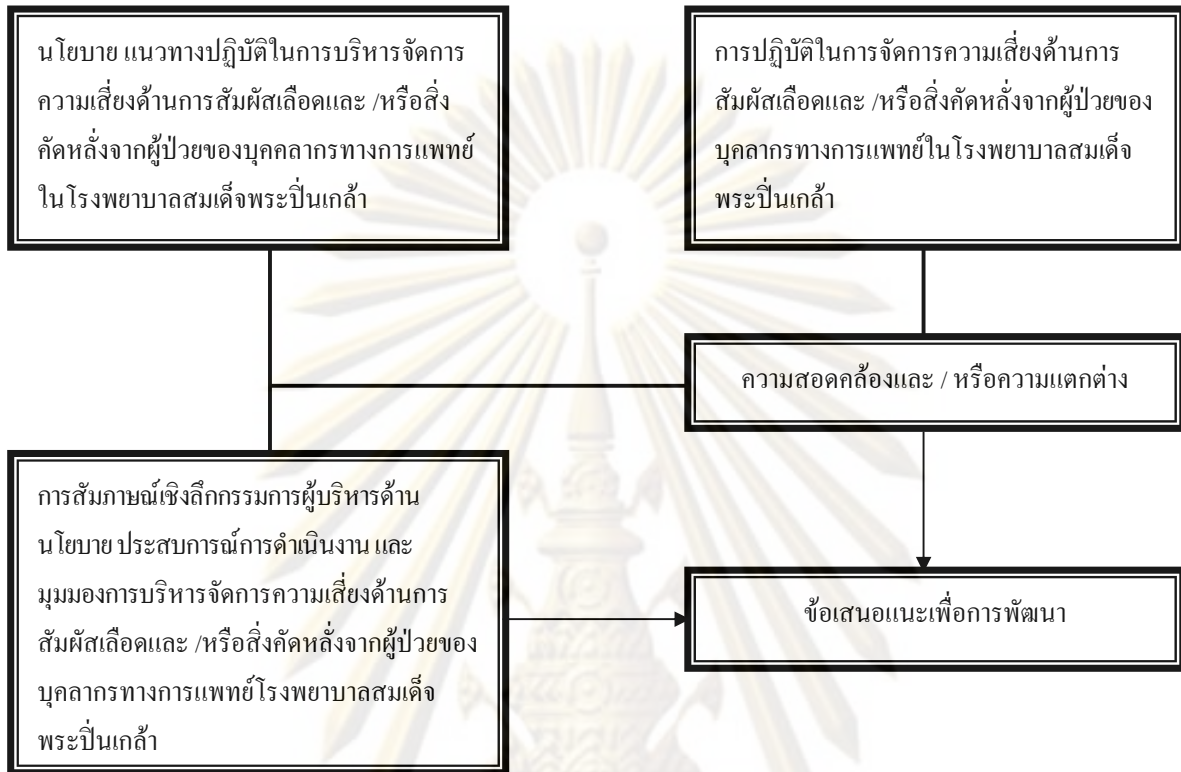 นโยบาย แนวทางปฏิบัติในการบริหารจัดการ
ความเสี่ยงด้านการสัมผัสเลือดและ /หรือสิ่ง
คัดหลั่งจากผู้ป่วยของบุคคลากรทางการแพทย์
ในโรงพยาบาลสมเด็จพระปิ่นเกล้า
การปฏิบัติในการจัดการความเสี่ยงด้านการ
สัมผัสเลือดและ /หรือสิ่งคัดหลั่งจากผู้ป่วยของ
บุคลากรทางการแพทย์ในโรงพยาบาลสมเด็จ
พระปิ่นเกล้า
ความสอดคล้องและ / หรือความแตกต่าง
การสัมภาษณ์เชิงลึกกรรมการผู้บริหารด้าน
นโยบาย ประสบการณ์การดำเนินงาน และ
มุมมองการบริหารจัดการความเสี่ยงด้านการ
สัมผัสเลือดและ /หรือสิ่งคัดหลั่งจากผู้ป่วยของ
บุคลากรทางการแพทย์โรงพยาบาลสมเด็จ
พระปิ่นเกล้า
ข้อเสนอแนะเพื่อการพัฒนา